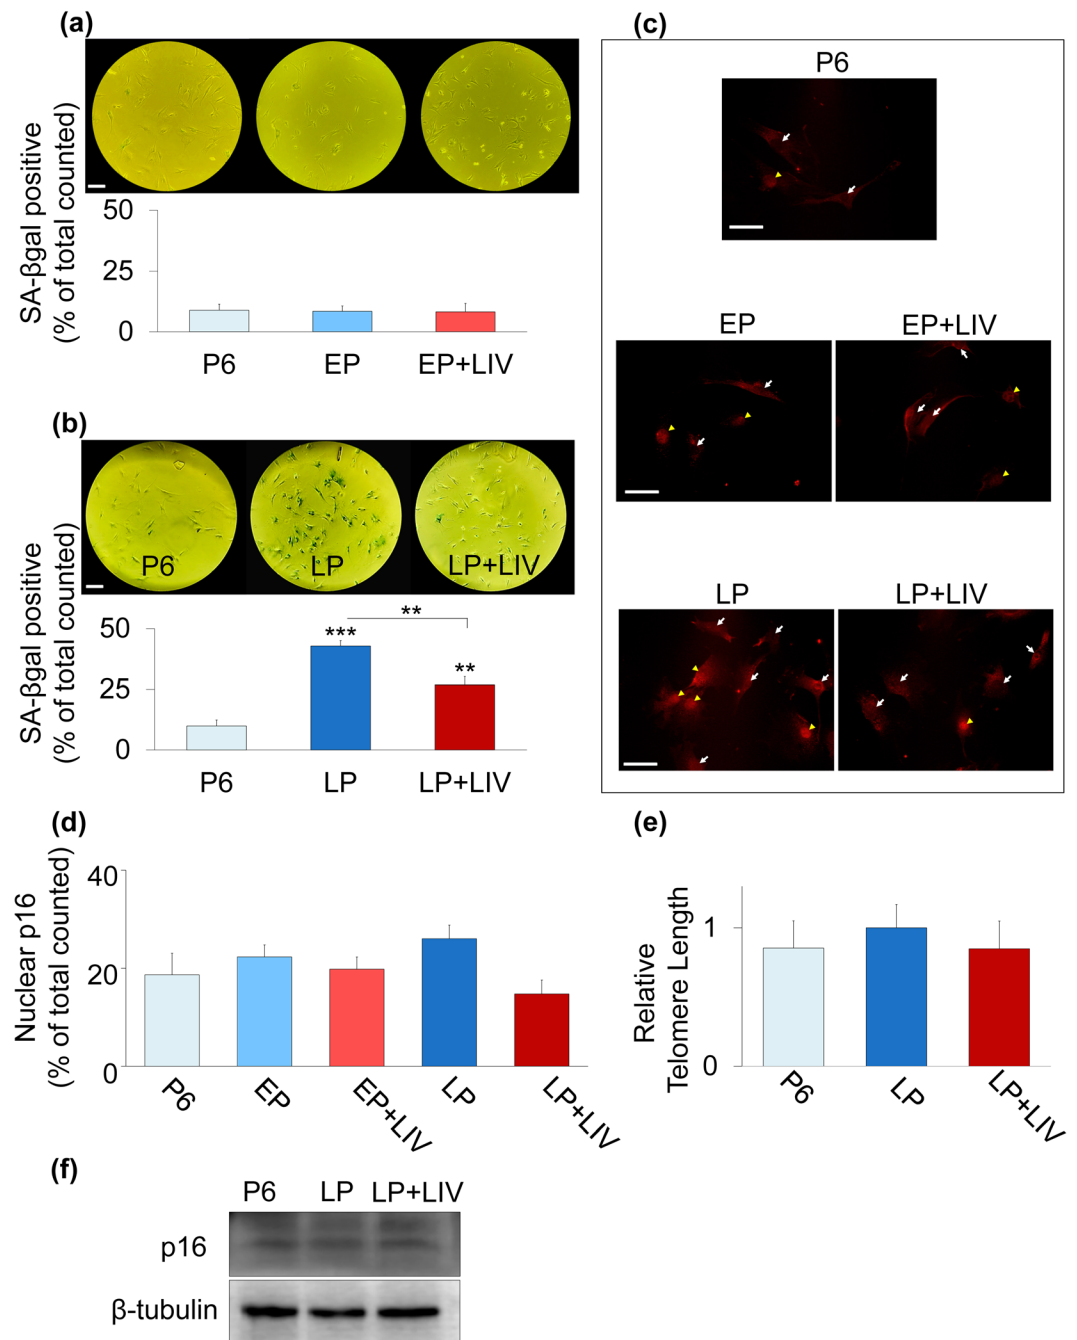 (a)
SA-βgal positive
(% of total counted)
50
25
0
P6
EP
EP+LIV
(b)
P6
LP
LP+LIV
SA-βgal positive
(% of total counted)
50
25
0
**
***
**
P6
LP
LP+LIV
(c)
P6
EP
EP+LIV
LP
LP+LIV
(d)
Nuclear p16
(% of total counted)
40
20
0
P6
EP
EP+LIV
LP
LP+LIV
(e)
Relative
Telomere Length
1
0
P6
LP
LP+LIV
(f)
P6 LP LP+LIV
p16
β-tubulin